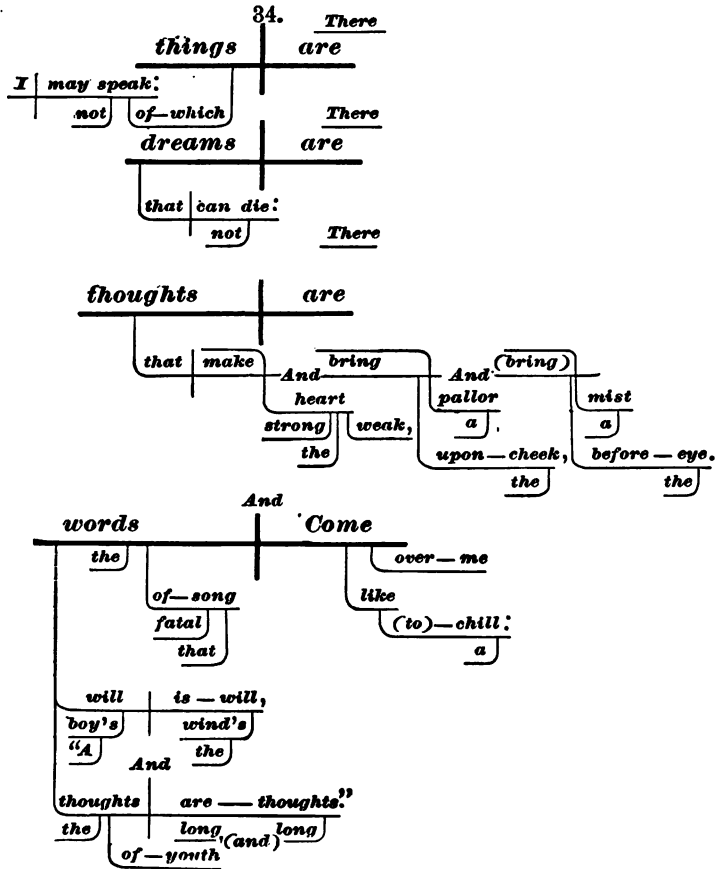 34. There
things are
I may speak:
not of—which
There
dreams are
that can die:
not There
thoughts are
that make And bring And (bring)
heart pallor mist
strong weak, a a
the
upon—cheek, before—eye.
the the
And
words Come
the over—me
of—song like
fatal (to)—chill:
that a
will is—will,
boy's wind's
"A the
And
thoughts are—thoughts."
the long (and) long
of—youth